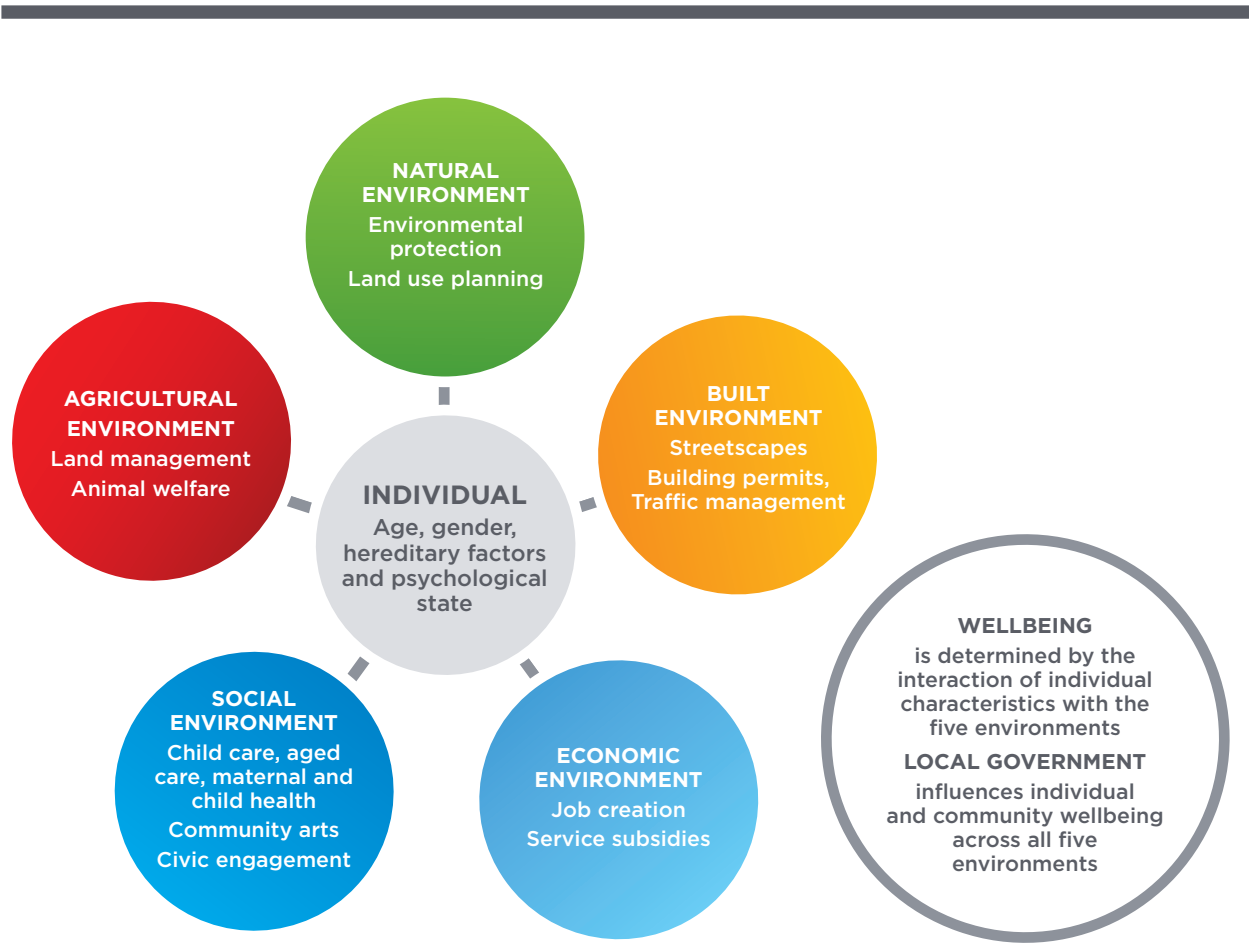 NATURAL
ENVIRONMENT
Environmental
protection
Land use planning
AGRICULTURAL
ENVIRONMENT
Land management
Animal welfare
BUILT
ENVIRONMENT
Streetscapes
Building permits,
Traffic management
INDIVIDUAL
Age, gender,
hereditary factors
and psychological
state
SOCIAL
ENVIRONMENT
Child care, aged
care, maternal and
child health
Community arts
Civic engagement
ECONOMIC
ENVIRONMENT
Job creation
Service subsidies
WELLBEING
is determined by the
interaction of individual
characteristics with the
five environments
LOCAL GOVERNMENT
influences individual
and community wellbeing
across all five
environments